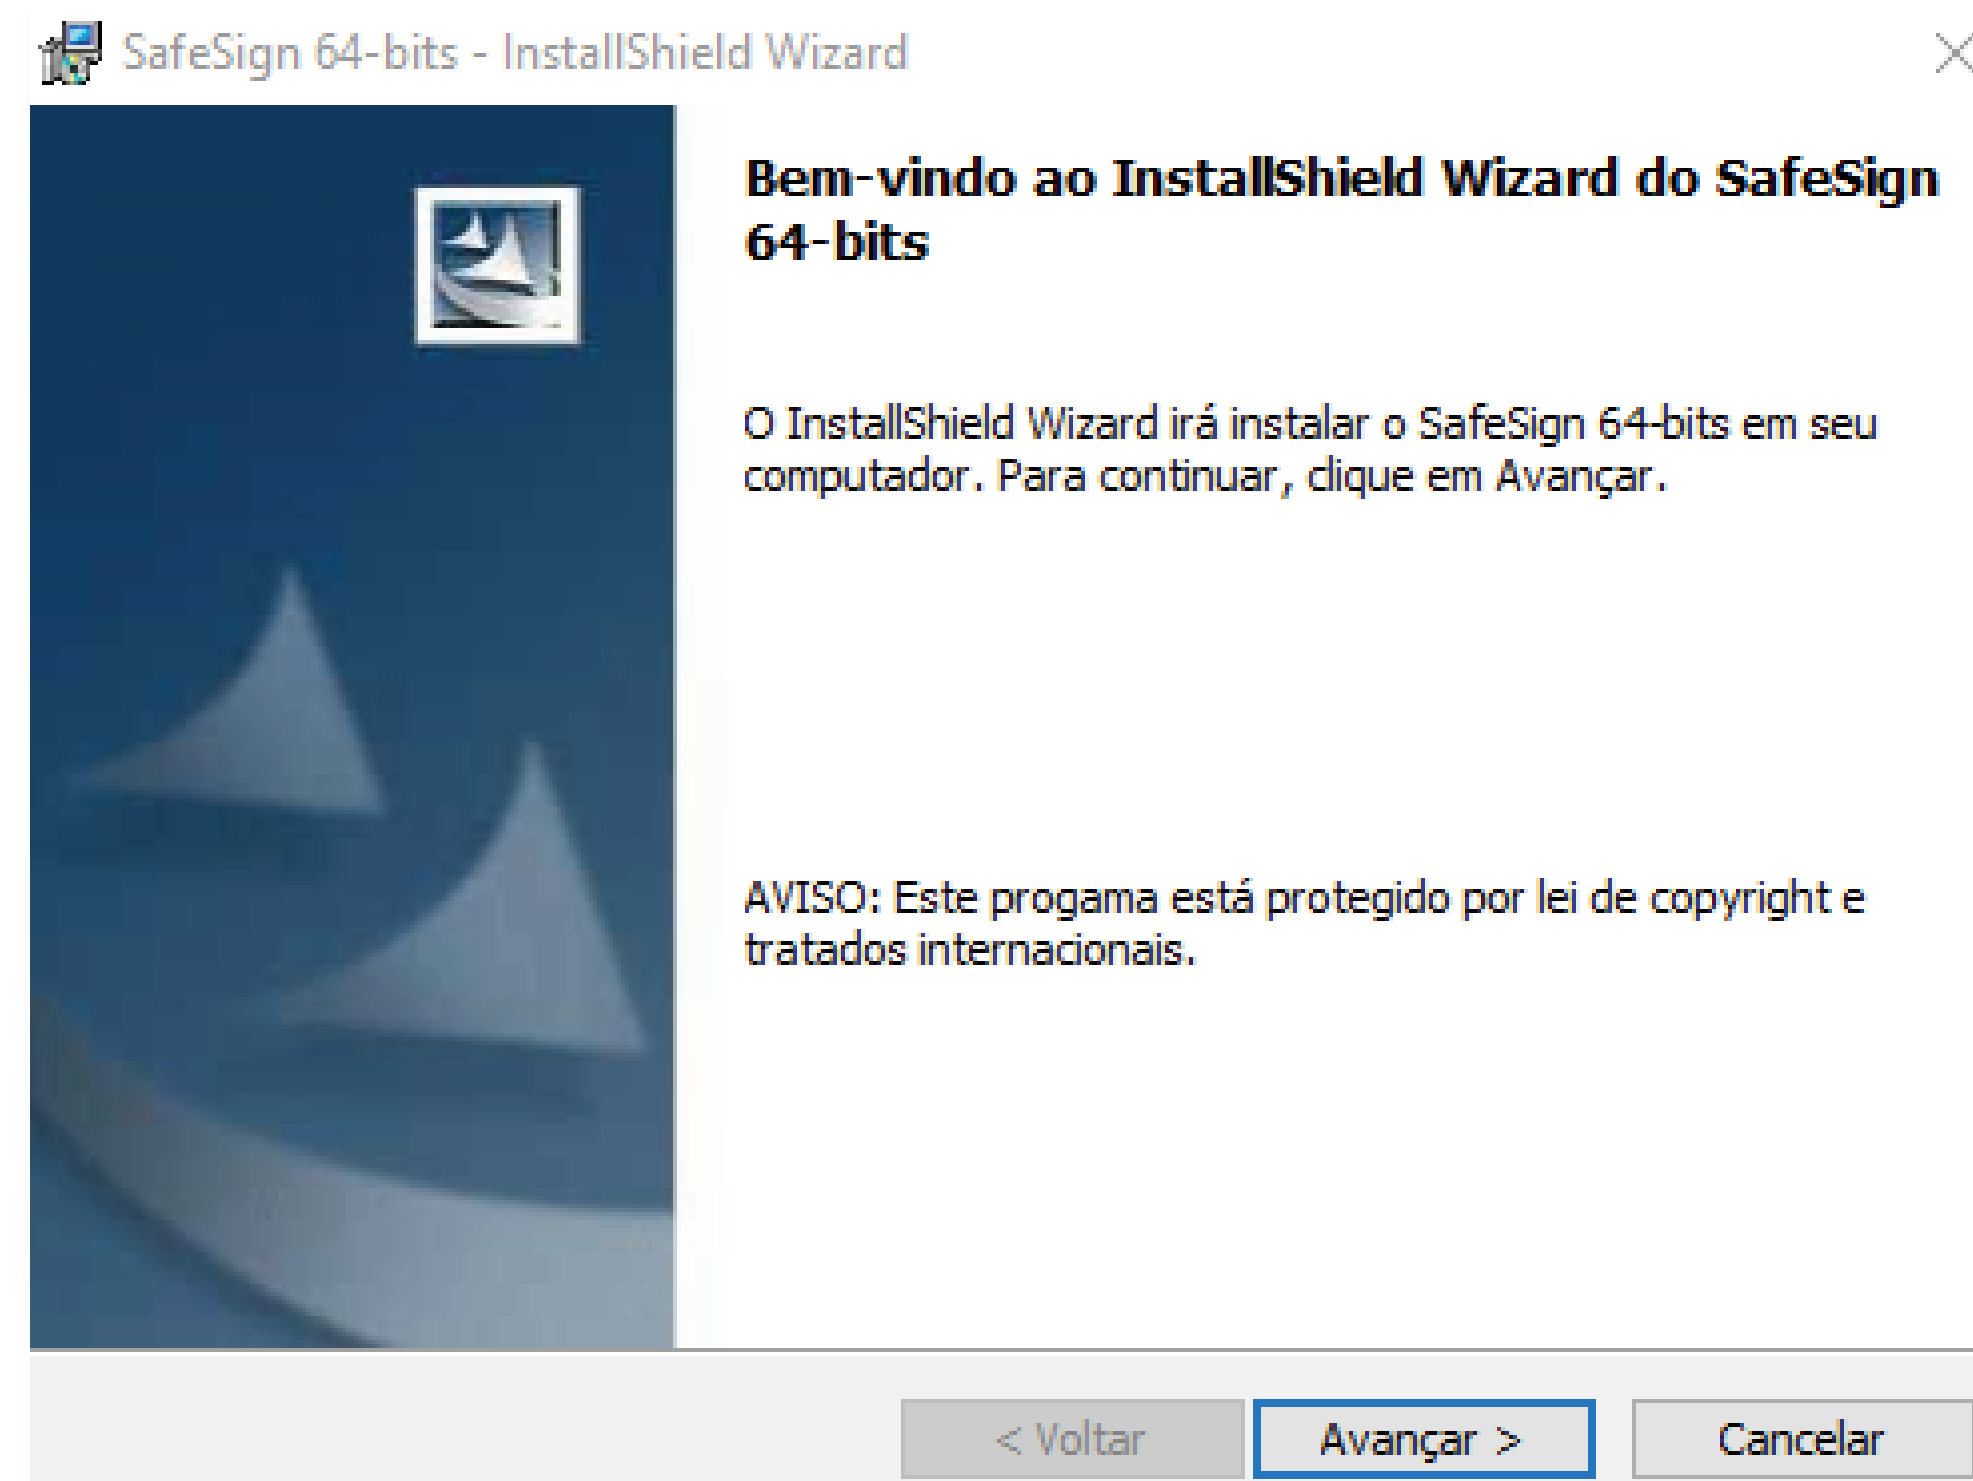 SafeSign 64-bits - InstallShield Wizard
Bem-vindo ao InstallShield Wizard do SafeSign
64-bits
O InstallShield Wizard irá instalar o SafeSign 64-bits em seu
computador. Para continuar, clique em Avançar.
AVISO: Este progama está protegido por lei de copyright e
tratados internacionais.
< Voltar
Avançar >
Cancelar